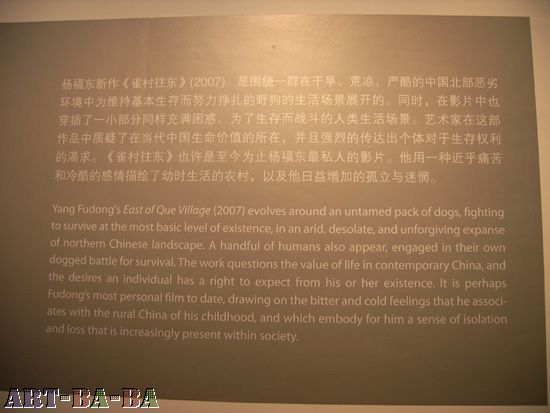 杨福东新作《雀村往东》(2007) 是围绕一群在干旱、荒凉、严酷的中国北部恶劣
环境中为维持基本生存而努力挣扎的野狗的生活场景展开的。同时，在影片中也
穿插了一小部分同样充满困惑、为了生存而战斗的人类生活场景。艺术家在这部
作品中质疑了在当代中国生命价值的所在，并且强烈的传达出个体对于生存权利
的渴求。《雀村往东》也许是至今为止杨福东最私人的影片。他用一种近乎痛苦
和冷酷的感情描绘了幼时生活的农村，以及他日益增加的孤立与迷惘。
Yang Fudong's East of Que Village (2007) evolves around an untamed pack of dogs, fighting
to survive at the most basic level of existence, in an arid, desolate, and unforgiving expanse
of northern Chinese landscape. A handful of humans also appear, engaged in their own
dogged battle for survival. The work questions the value of life in contemporary China, and
the desires an individual has a right to expect from his or her existence. It is perhaps
Fudong's most personal film to date, drawing on the bitter and cold feelings that he associ-
ates with the rural China of his childhood, and which embody for him a sense of isolation
and loss that is increasingly present within society.
ART-BA-BA